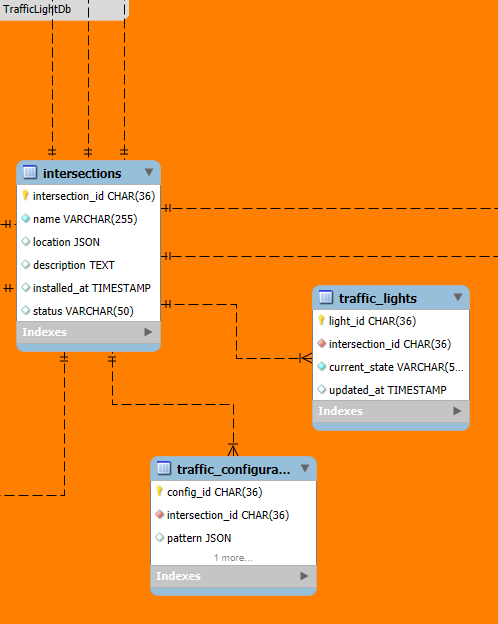 TrafficLightDb
intersections
intersection_id CHAR(36)
name VARCHAR(255)
location JSON
description TEXT
installed_at TIMESTAMP
status VARCHAR(50)
Indexes
traffic_lights
light_id CHAR(36)
intersection_id CHAR(36)
current_state VARCHAR(5...
updated_at TIMESTAMP
Indexes
traffic_configura...
config_id CHAR(36)
intersection_id CHAR(36)
pattern JSON
1 more...
Indexes